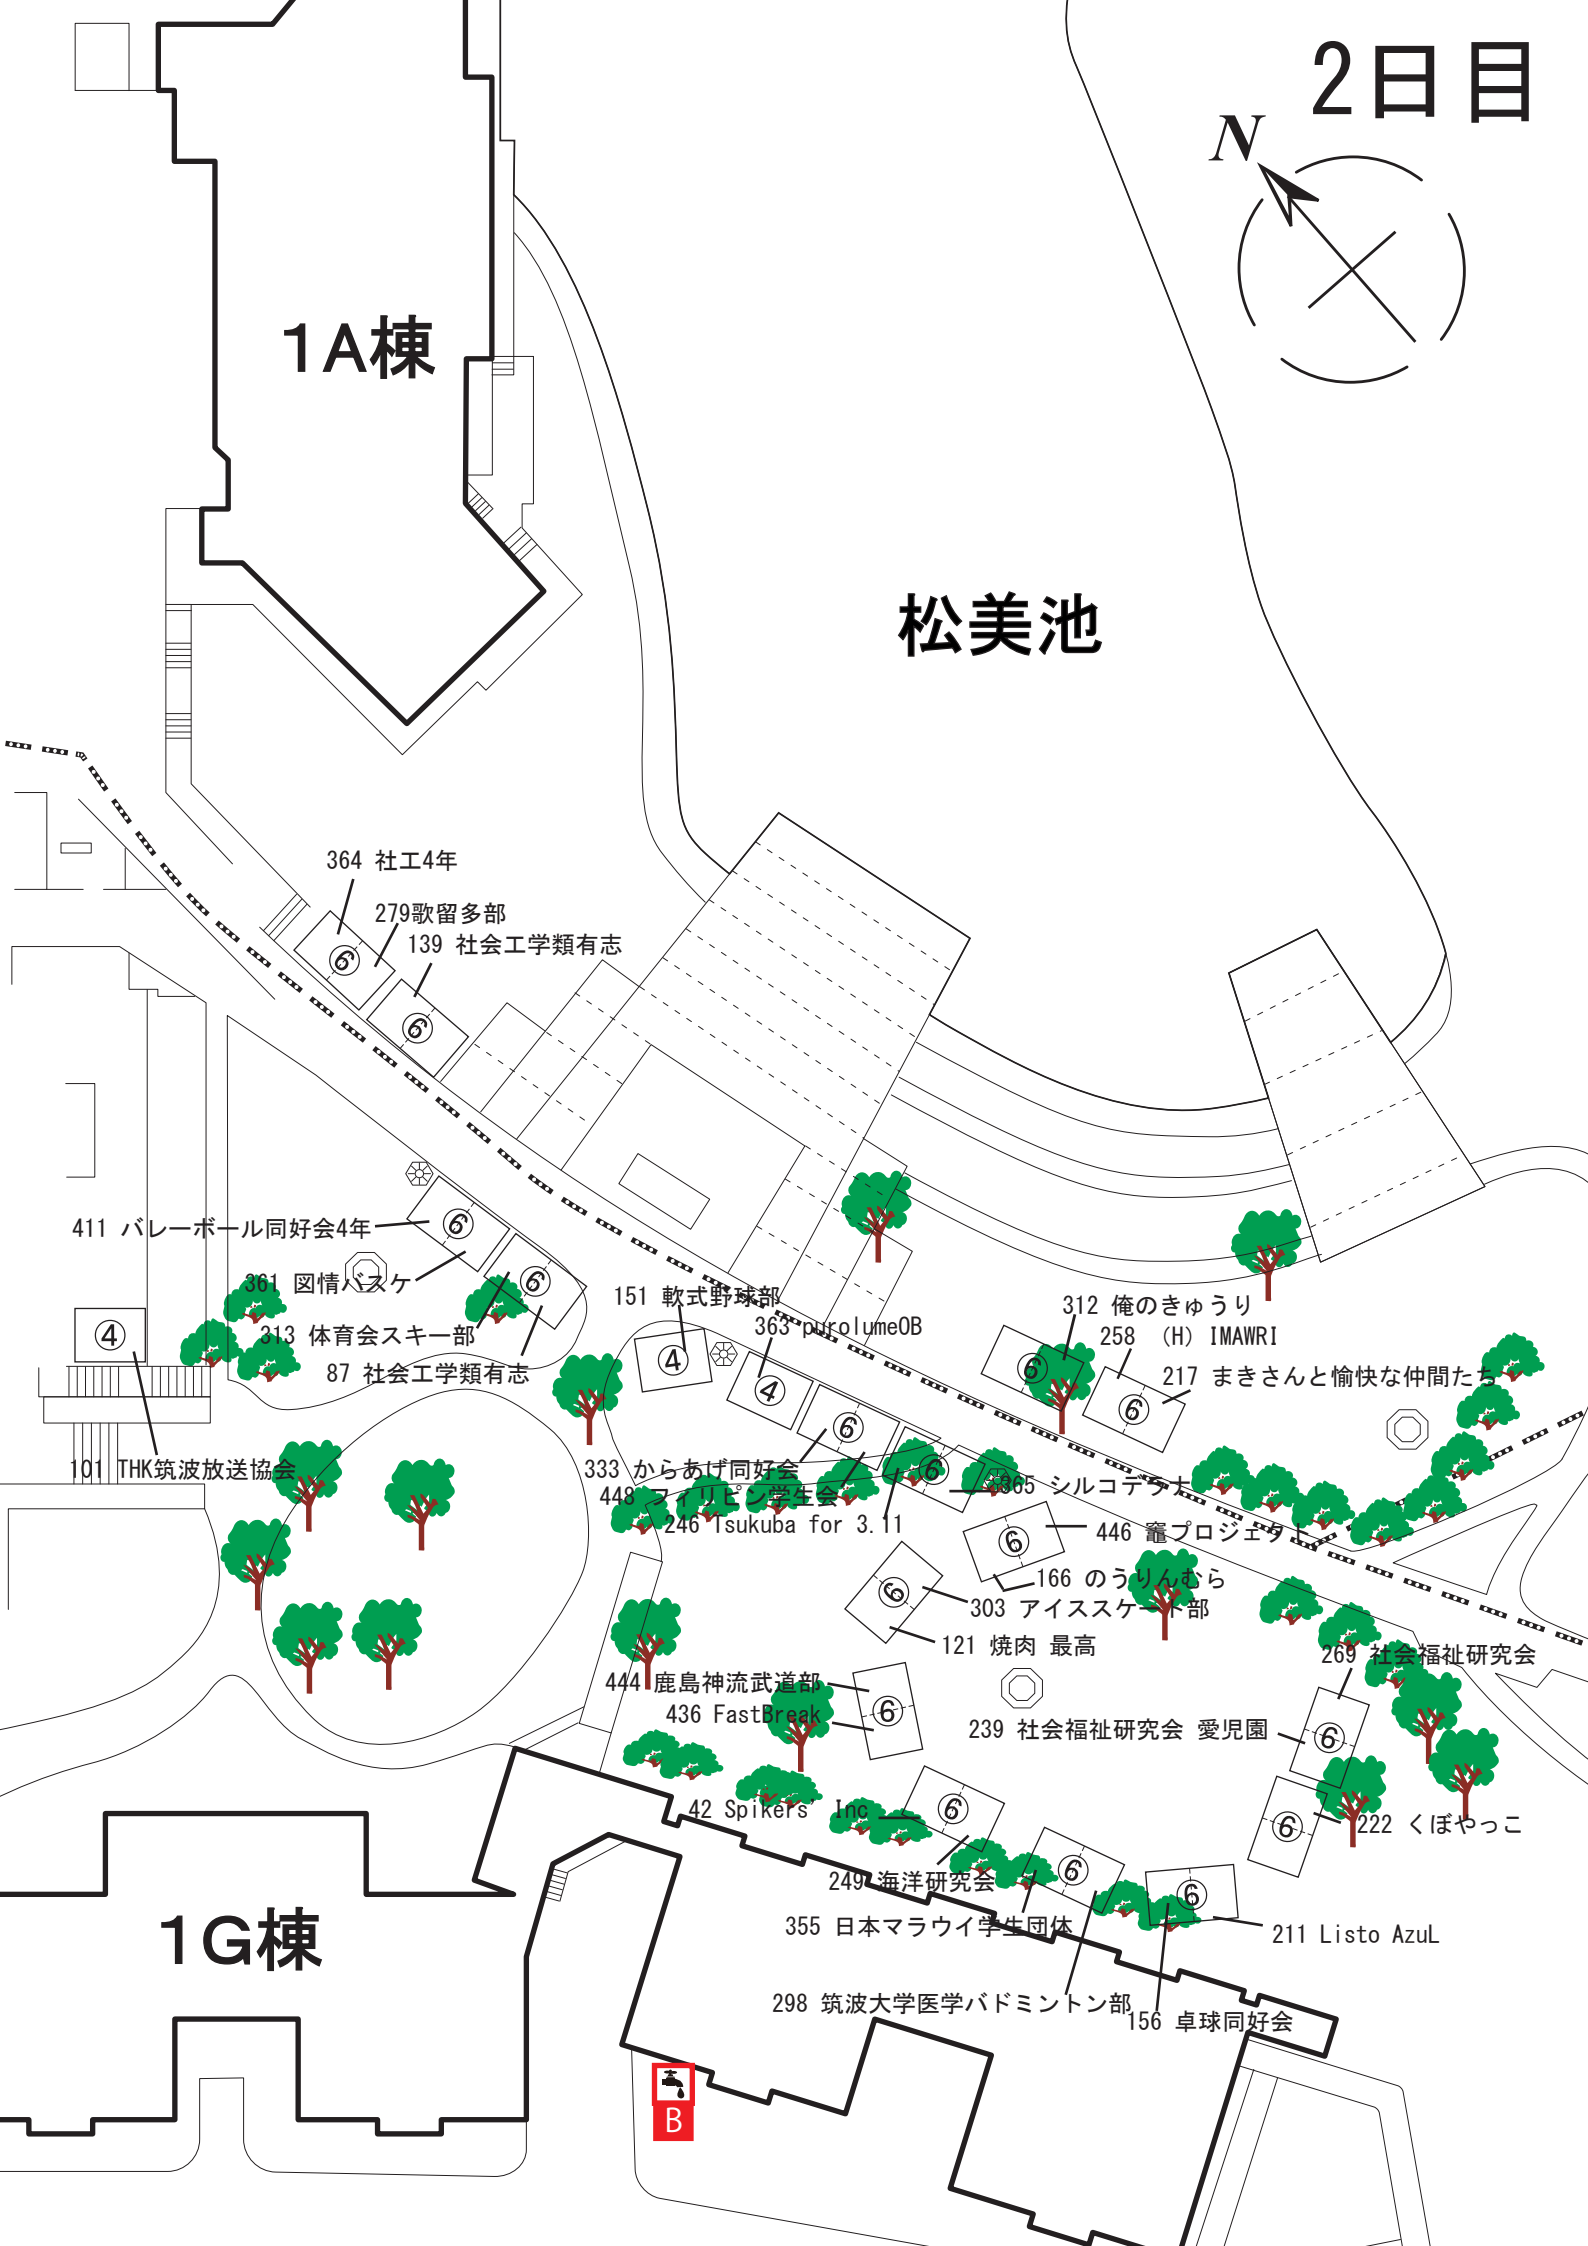 2日目
N
1A棟
松美池
364 社工4年
279歌留多部
139 社会工学類有志
⑥
⑥
411 バレーボール同好会4年
⑥
361 図情バスケ
⑥
313 体育会スキー部
87 社会工学類有志
④
101 THK筑波放送協会
151 軟式野球部
④
363 purolumeOB
④
312 俺のきゅうり
258 （H）IMAWRI
217 まきさんと愉快な仲間たち
⑥
⑥
⑥
⑥
333 からあげ同好会
448 フィリピン学生会
246 Tsukuba for 3.11
365 シルコデラナ
446 竈プロジェクト
⑥
166 のうりんむら
⑥
303 アイススケート部
121 焼肉 最高
269 社会福祉研究会
444 鹿島神流武道部
436 FastBreak
⑥
239 社会福祉研究会 愛児園
⑥
42 Spikers' Inc
⑥
⑥
222 くぼやっこ
249 海洋研究会
⑥
⑥
355 日本マラウイ学生団体
211 Listo AzuL
1G棟
298 筑波大学医学バドミントン部
156 卓球同好会
B